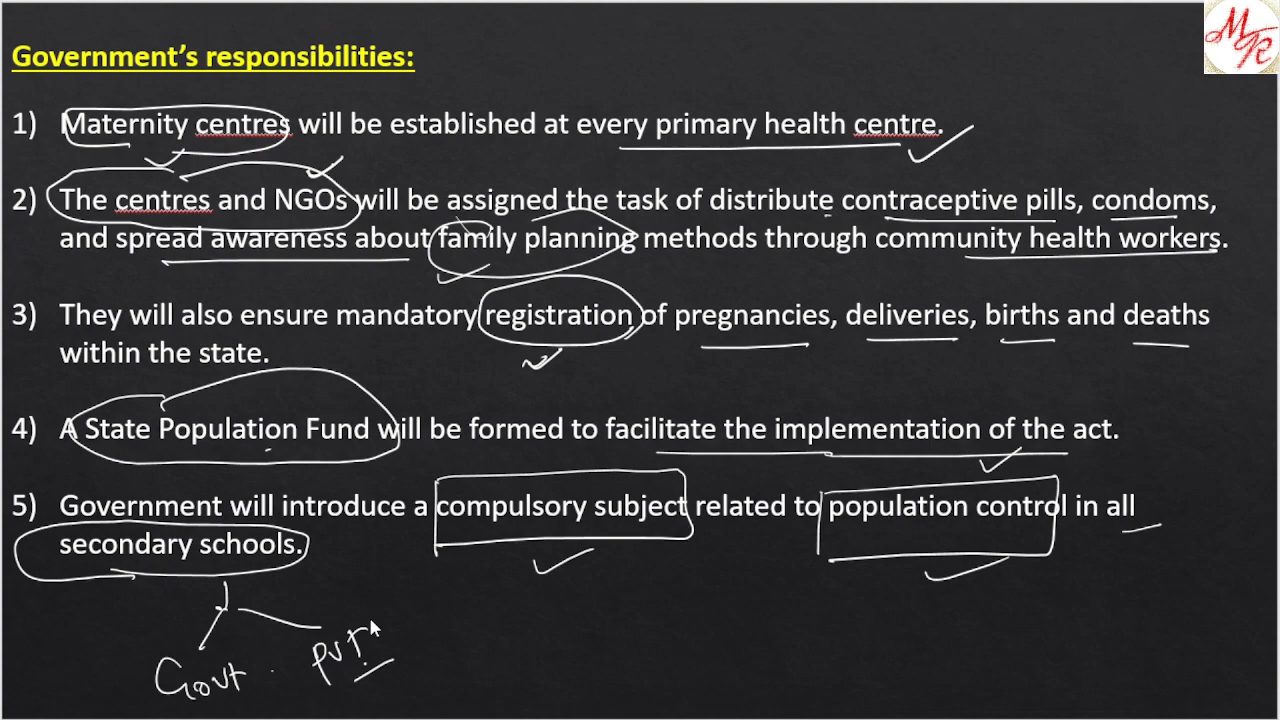 MR
Government's responsibilities:
1) Maternity centres will be established at every primary health centre.
2) The centres and NGOs will be assigned the task of distribute contraceptive pills, condoms,
and spread awareness about family planning methods through community health workers.
3) They will also ensure mandatory registration of pregnancies, deliveries, births and deaths
within the state.
4) A State Population Fund will be formed to facilitate the implementation of the act.
5) Government will introduce a compulsory subject related to population control in all
secondary schools.
Govt. pvt